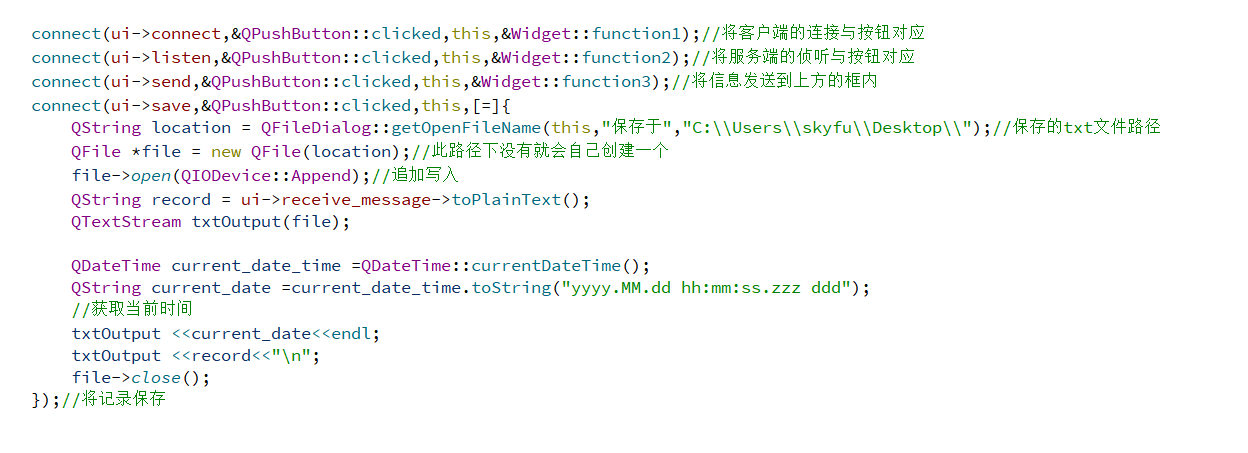 connect(ui->connect,&QPushButton::clicked,this,&Widget::function1);//将客户端的连接与按钮对应
connect(ui->listen,&QPushButton::clicked,this,&Widget::function2);//将服务端的侦听与按钮对应
connect(ui->send,&QPushButton::clicked,this,&Widget::function3);//将信息发送到上方的框内
connect(ui->save,&QPushButton::clicked,this,[=]{
    QString location = QFileDialog::getOpenFileName(this,"保存于","C:\\Users\\skyfu\\Desktop\\");//保存的txt文件路径
    QFile *file = new QFile(location);//此路径下没有就会自己创建一个
    file->open(QIODevice::Append);//追加写入
    QString record = ui->receive_message->toPlainText();
    QTextStream txtOutput(file);
    QDateTime current_date_time =QDateTime::currentDateTime();
    QString current_date =current_date_time.toString("yyyy.MM.dd hh:mm:ss.zzz ddd");
    //获取当前时间
    txtOutput <<current_date<<endl;
    txtOutput <<record<<"\n";
    file->close();
});//将记录保存